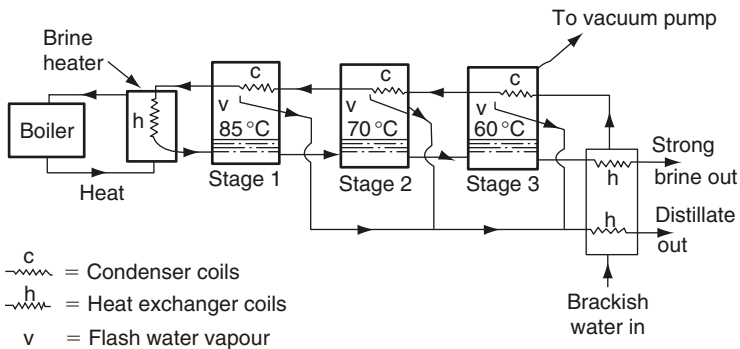 To vacuum pump
Brine
heater
Boiler
h
Heat
c
v
85 °C
Stage 1
c
v
70 °C
Stage 2
c
v
60 °C
Stage 3
h
Strong
brine out
h
Distillate
out
Brackish
water in
c
= Condenser coils
h
= Heat exchanger coils
v = Flash water vapour